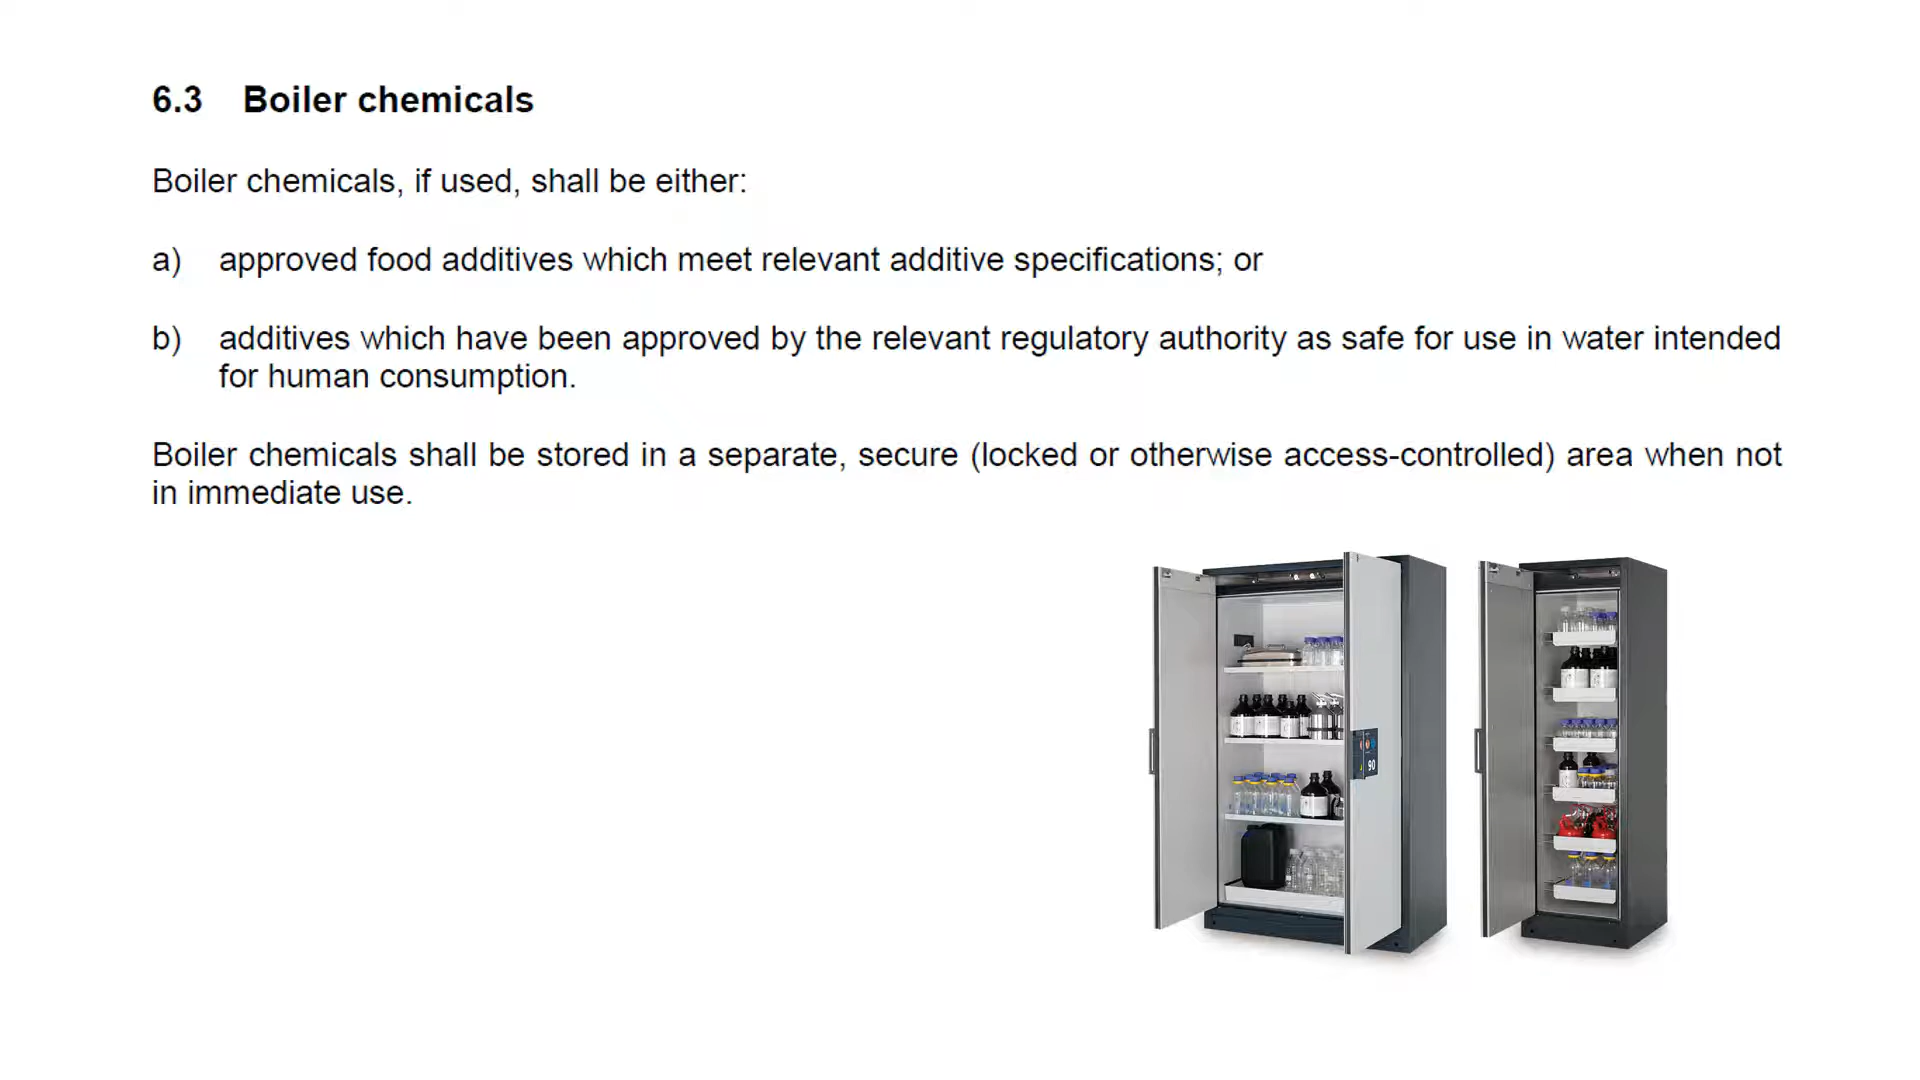 6.3 Boiler chemicals
Boiler chemicals, if used, shall be either:
a) approved food additives which meet relevant additive specifications; or
b) additives which have been approved by the relevant regulatory authority as safe for use in water intended
for human consumption.
Boiler chemicals shall be stored in a separate, secure (locked or otherwise access-controlled) area when not
in immediate use.
90